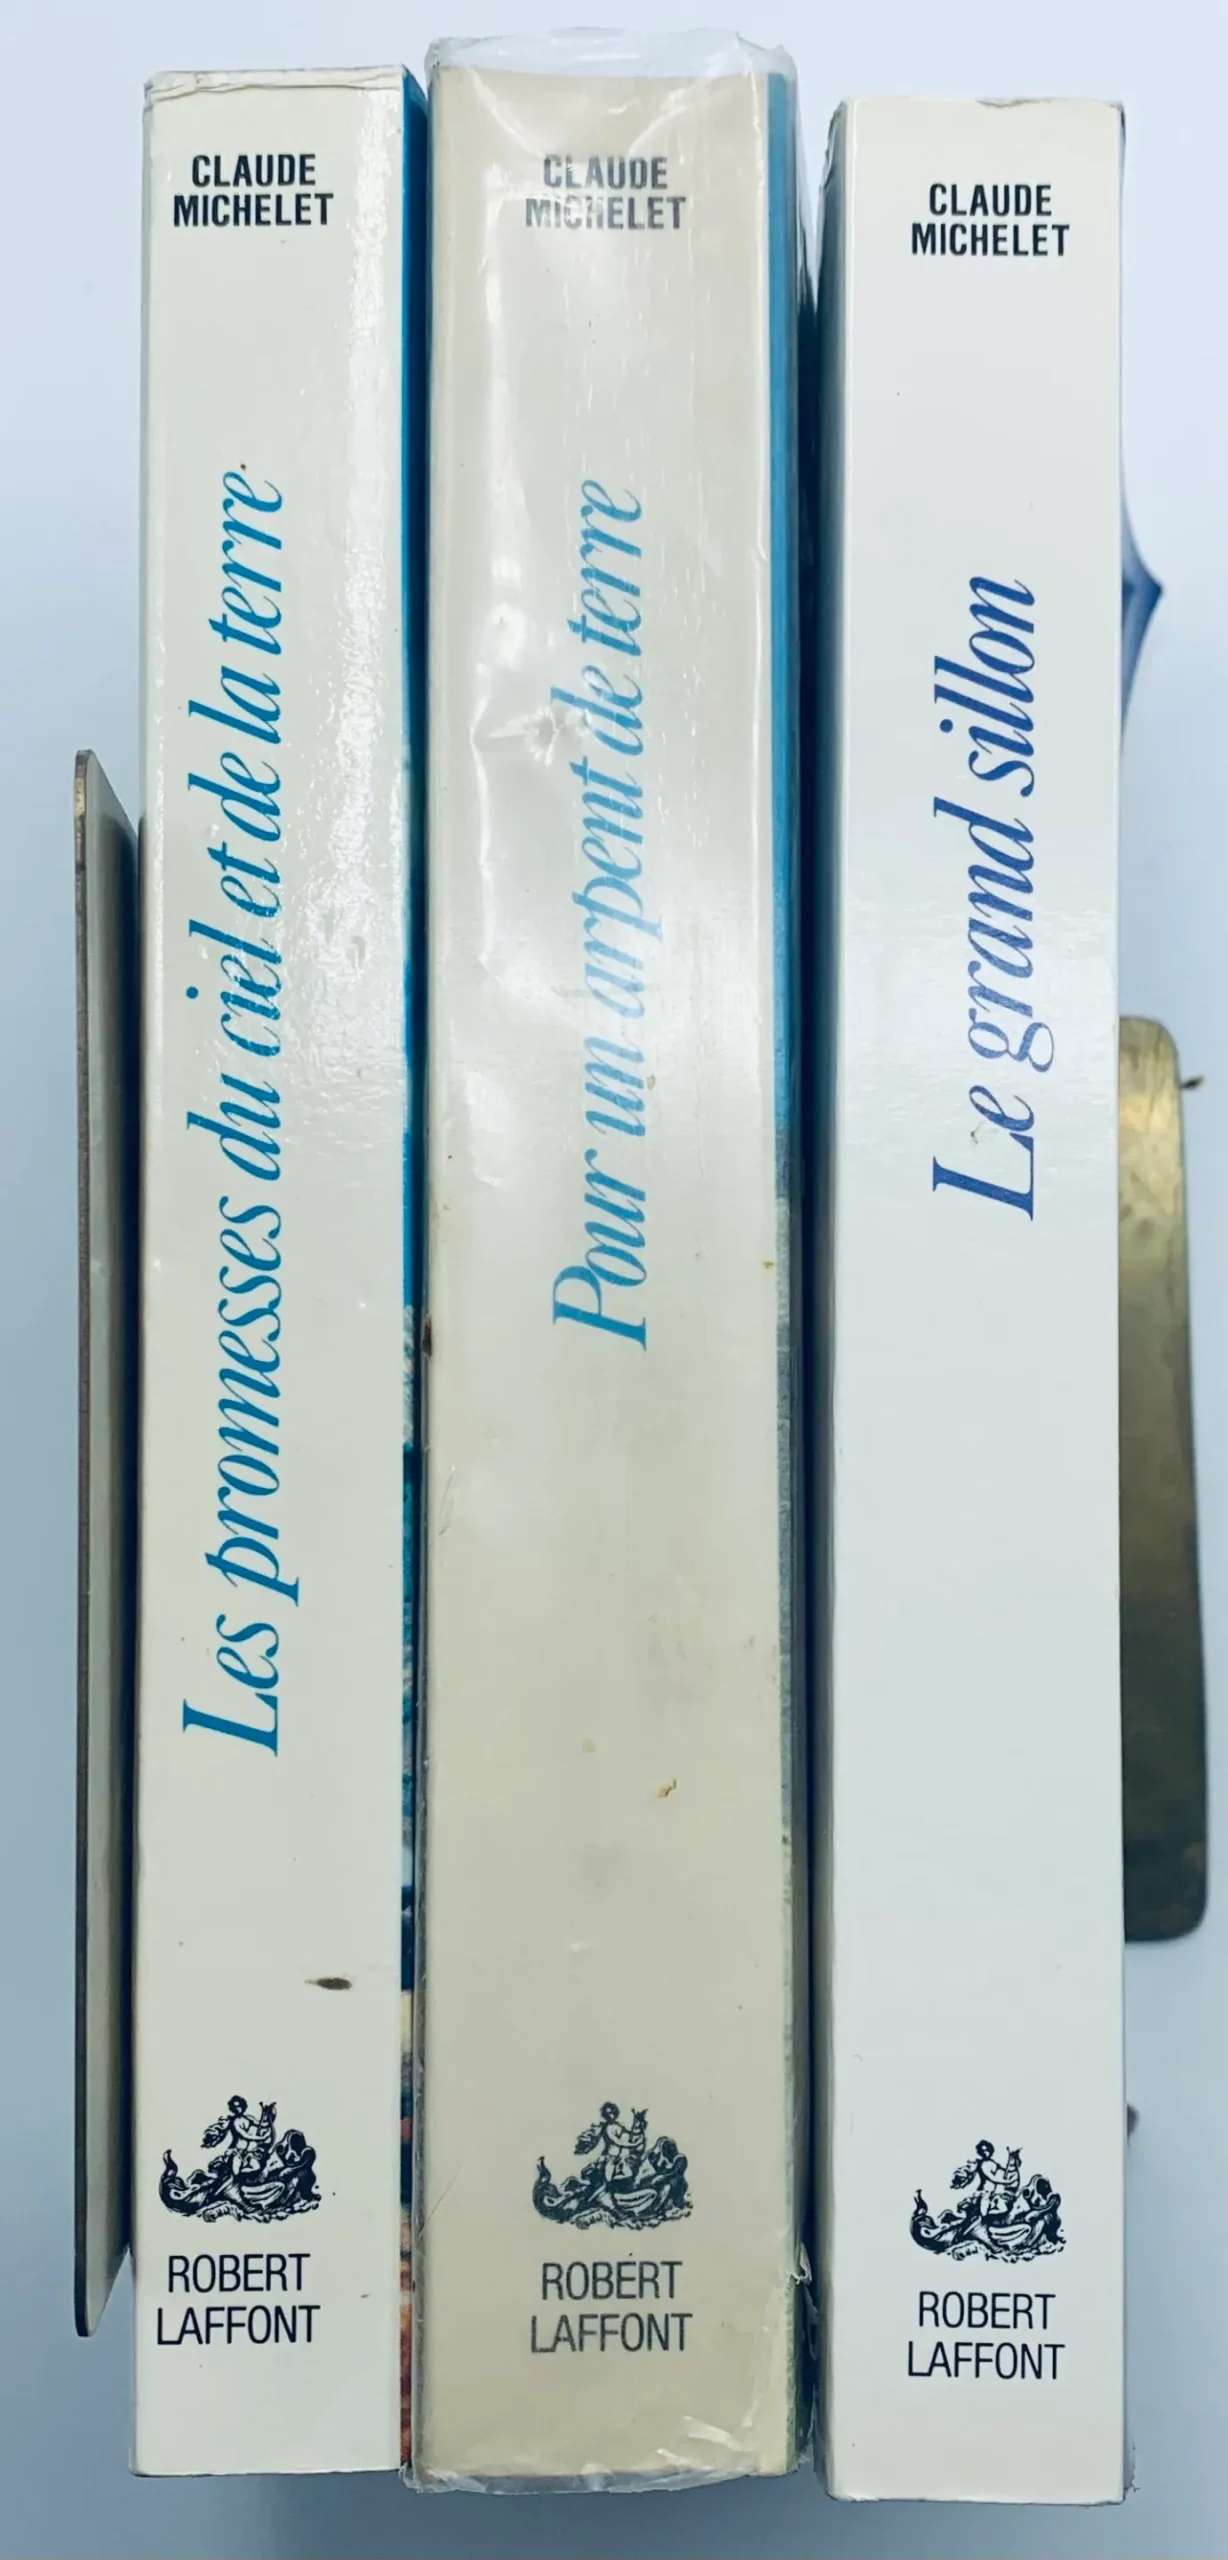 CLAUDE
MICHELET
Les promesses du ciel et de la terre
ROBERT
LAFFONT
CLAUDE
MICHELET
Pour un arpent de terre
ROBERT
LAFFONT
CLAUDE
MICHELET
Le grand sillon
ROBERT
LAFFONT